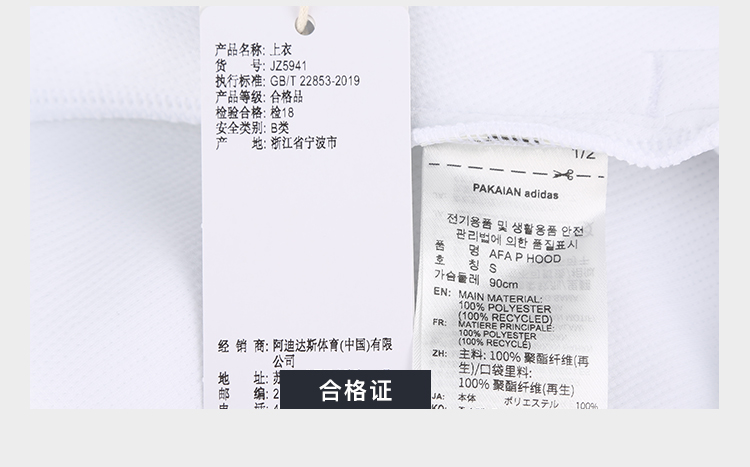 产品名称: 上衣
货 号: JZ5941
执行标准: GB/T 22853-2019
产品等级: 合格品
检验合格: 检18
安全类别: B类
产 地: 浙江省宁波市
经 销 商: 阿迪达斯体育(中国)有限
公司
地 址:
邮 编: 2
1/2
PAKAIAN adidas
전기용품 및 생활용품 안전
관리법에 의한 품질표시
품 명 AFA P HOOD
호 칭 S
가슴둘레 90cm
EN: MAIN MATERIAL:
100% POLYESTER
(100% RECYCLED)
FR: MATIERE PRINCIPALE:
100% POLYESTER
(100% RECYCLÉ)
ZH: 主料: 100% 聚酯纤维(再
生)/口袋里料:
100% 聚酯纤维(再生)
JA: 本体 ポリエステル 100%
合格证